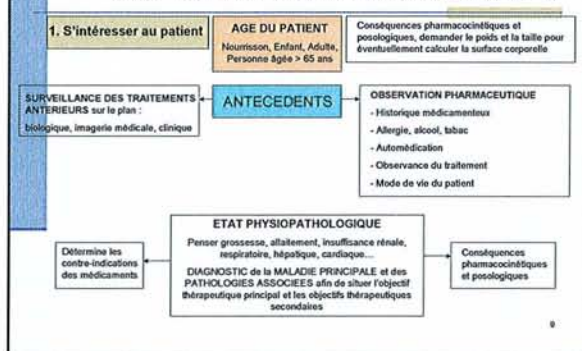 1. S'intéresser au patient
AGE DU PATIENT
Nourrisson, Enfant, Adulte,
Personne âgée > 65 ans
Conséquences pharmacocinétiques et
posologiques, demander le poids et la taille pour
éventuellement calculer la surface corporelle
SURVEILLANCE DES TRAITEMENTS
ANTERIEURS sur le plan :
biologique, imagerie médicale, clinique
ANTECEDENTS
OBSERVATION PHARMACEUTIQUE
- Historique médicamenteux
- Allergie, alcool, tabac
- Automédication
- Observance du traitement
- Mode de vie du patient
ETAT PHYSIOPATHOLOGIQUE
Penser grossesse, allaitement, insuffisance rénale,
respiratoire, hépatique, cardiaque...
DIAGNOSTIC de la MALADIE PRINCIPALE et des
PATHOLOGIES ASSOCIEES afin de situer l'objectif
thérapeutique principal et les objectifs thérapeutiques
secondaires
Détermine les
contre-indications
des médicaments
Conséquences
pharmacocinétiques
et posologiques
9